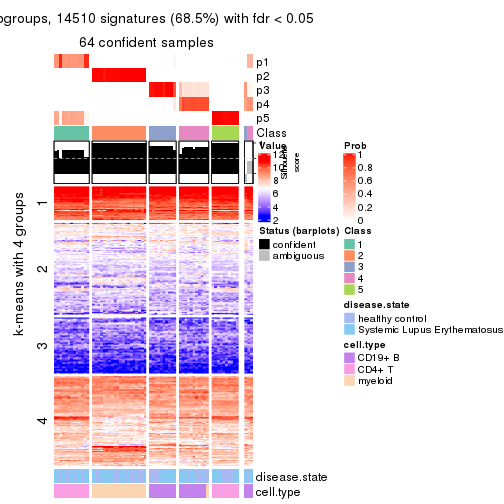 ogroups, 14510 signatures (68.5%) with fdr < 0.05
64 confident samples
p1
p2
p3
p4
p5
Class
Silhouette
score
k-means with 4 groups
1
2
3
4
disease.state
cell.type
Value
12
10
8
6
4
2
Prob
1
0.8
0.6
0.4
0.2
0
Status (barplots)
confident
ambiguous
Class
1
2
3
4
5
disease.state
healthy control
Systemic Lupus Erythematosus
cell.type
CD19+ B
CD4+ T
myeloid